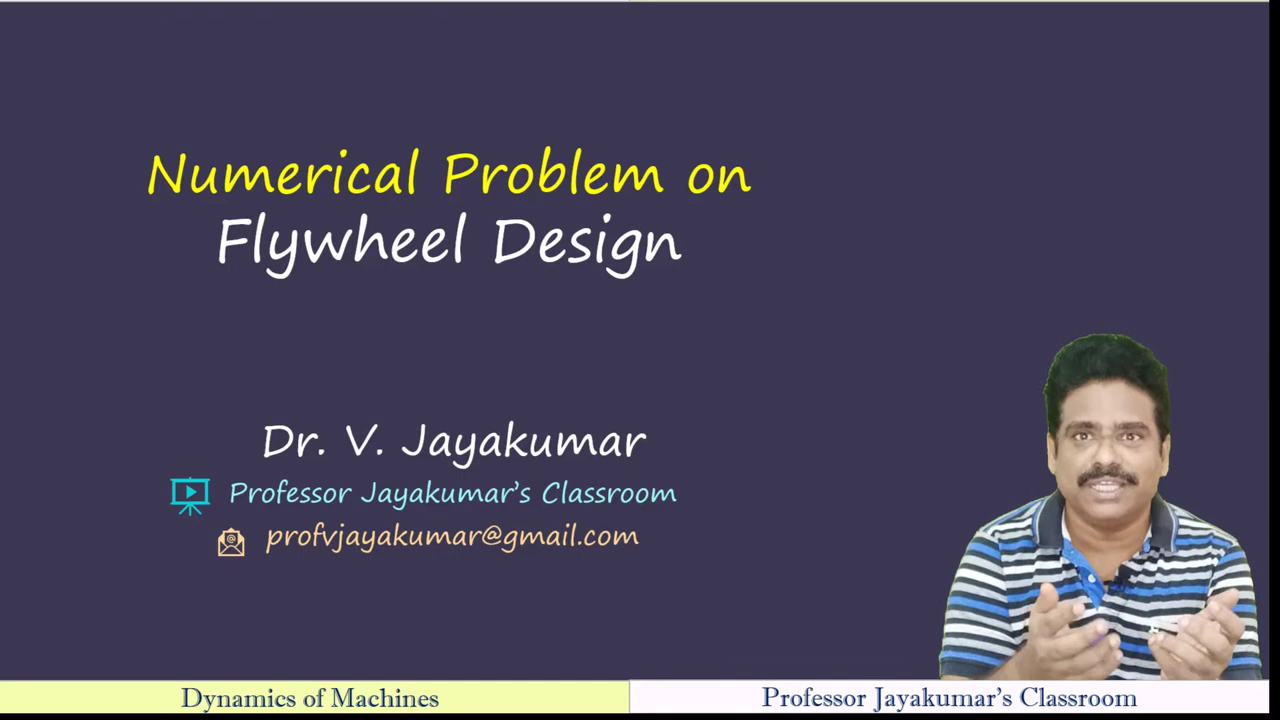 Numerical Problem on
Flywheel Design
Dr. V. Jayakumar
Professor Jayakumar's Classroom
profvjayakumar@gmail.com
Dynamics of Machines
Professor Jayakumar's Classroom